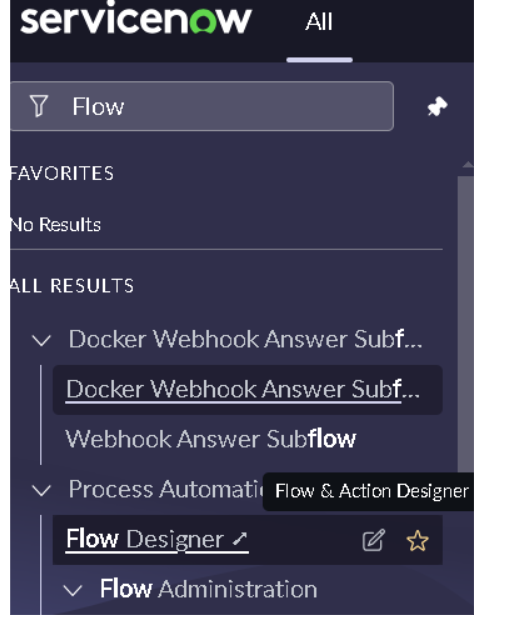 servicenow All
Flow
FAVORITES
No Results
ALL RESULTS
Docker Webhook Answer Subf...
Docker Webhook Answer Subf...
Webhook Answer Subflow
Process Automati
Flow & Action Designer
Flow Designer
Flow Administration